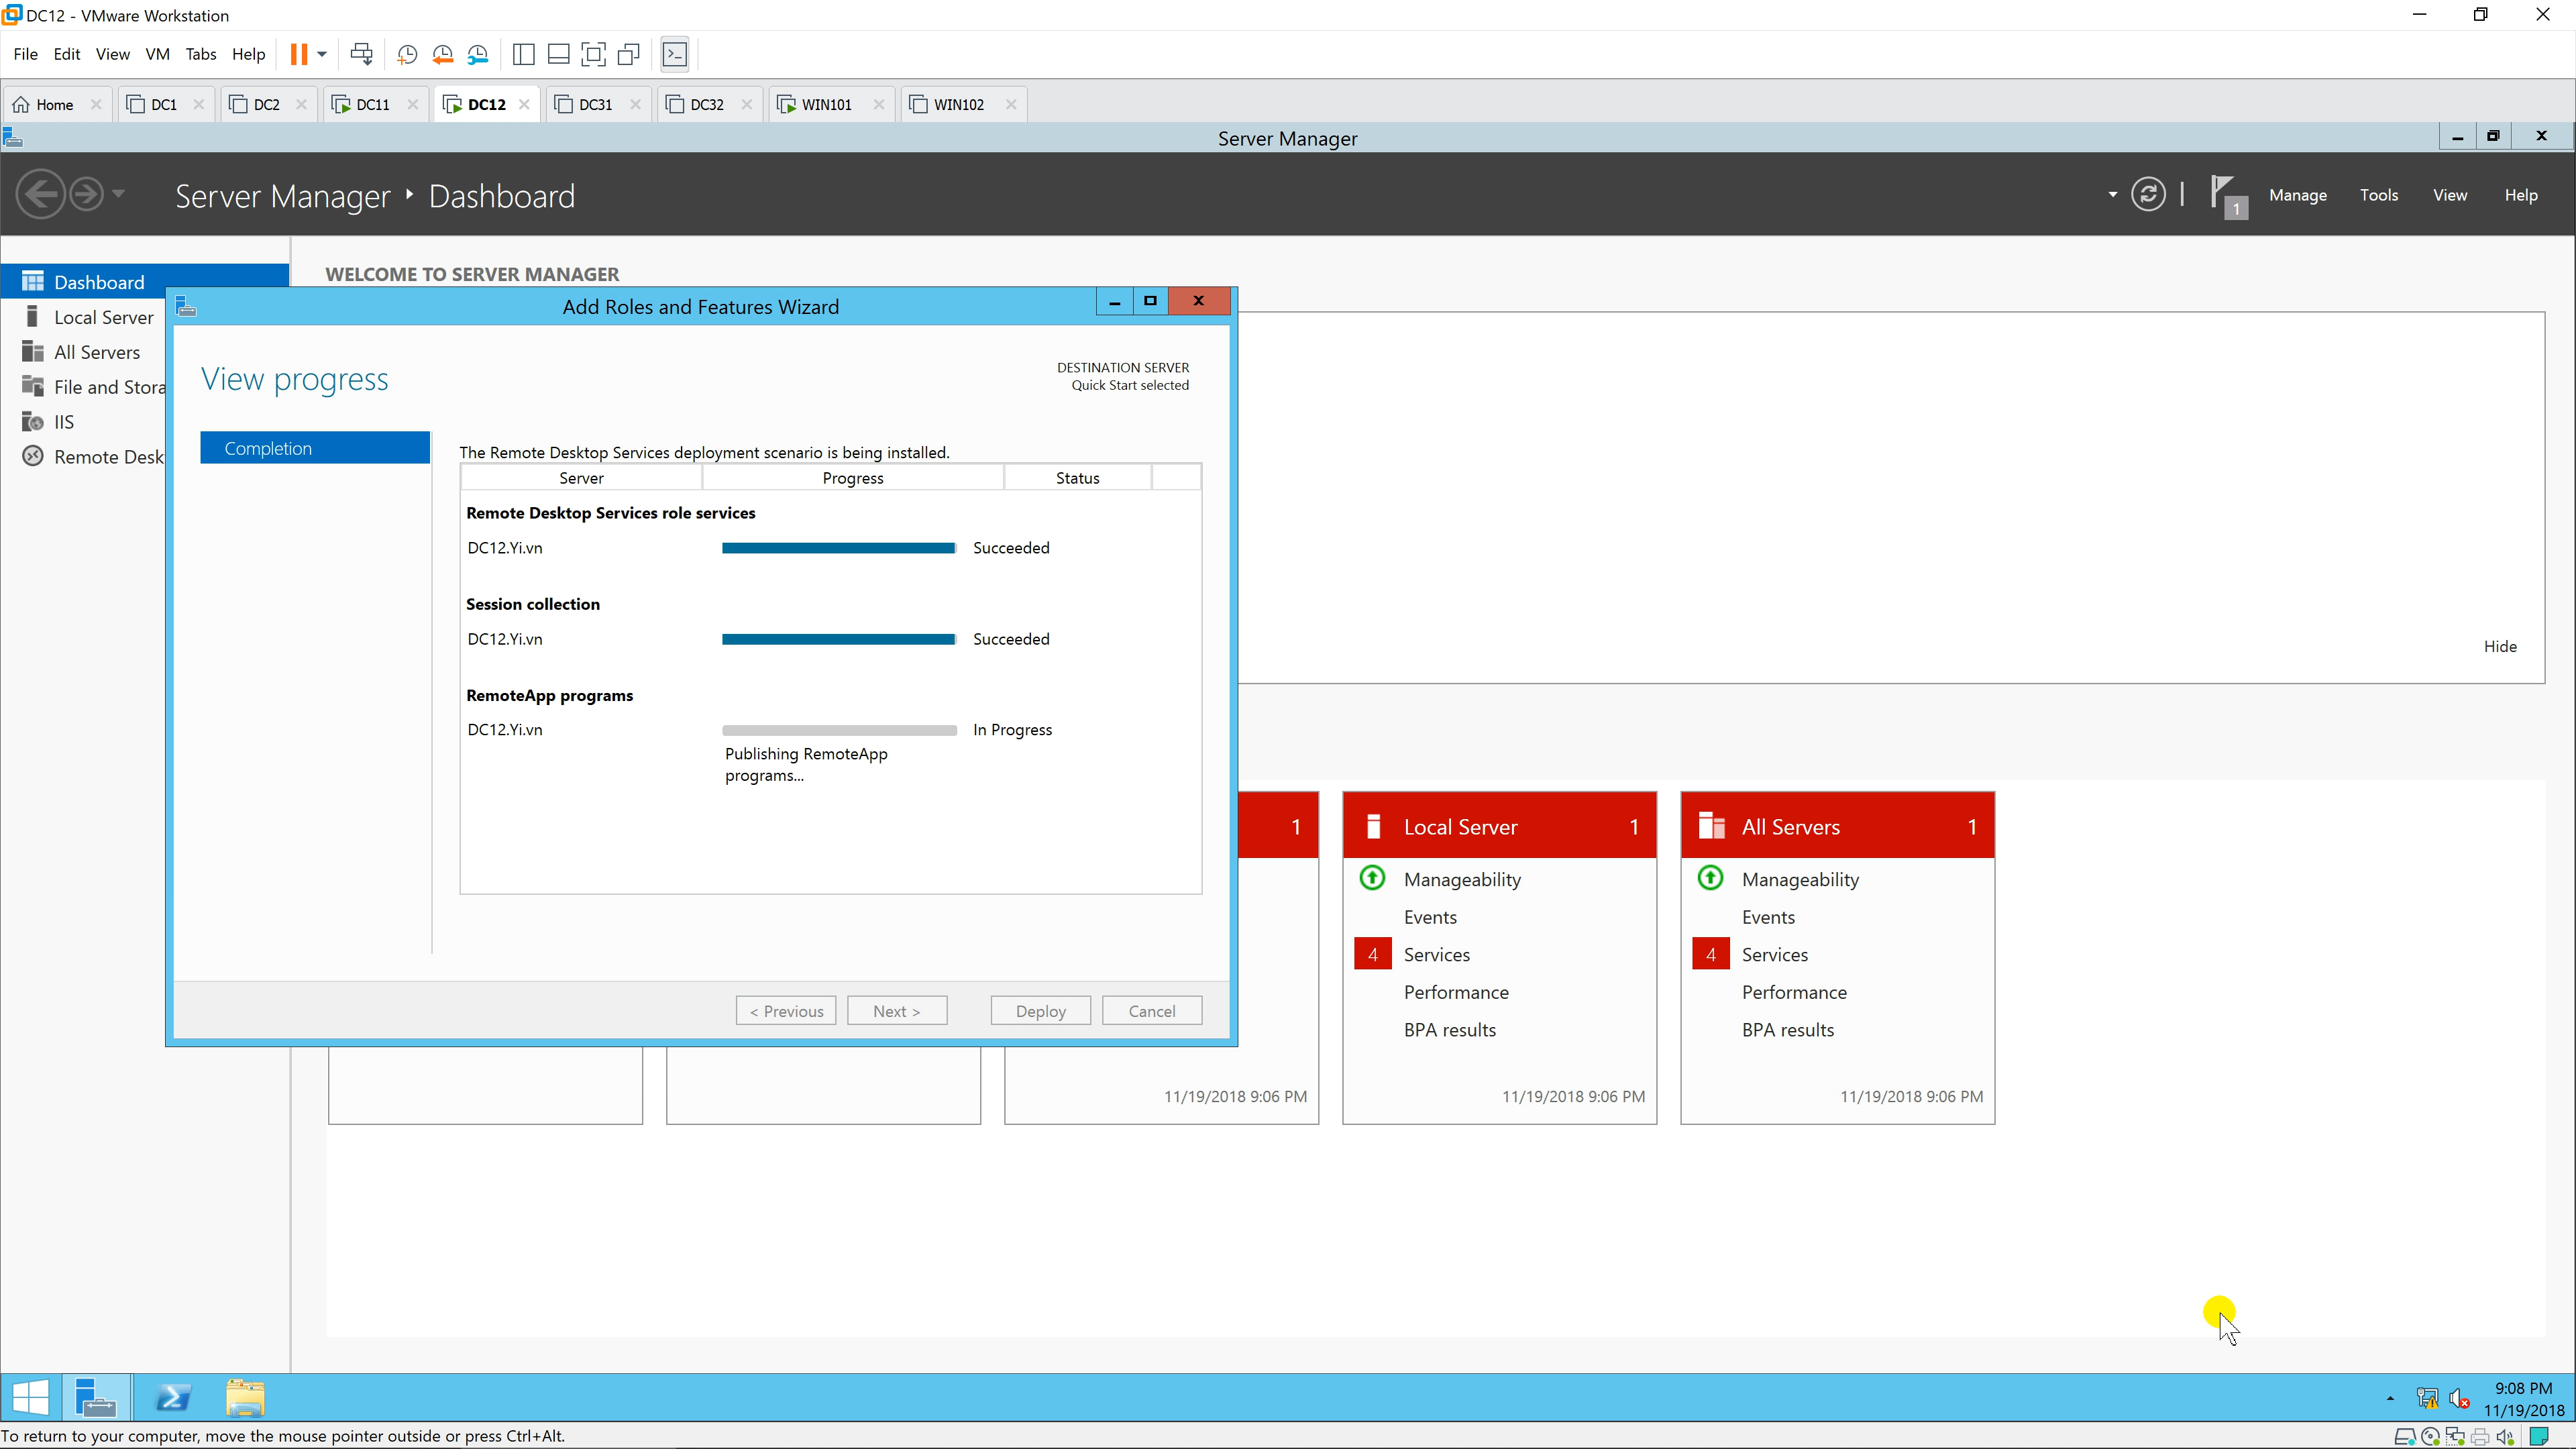 DC12 - VMware Workstation
File Edit View VM Tabs Help
Home DC1 DC2 DC11 DC12 DC31 DC32 WIN101 WIN102
Server Manager
Server Manager Dashboard
1
Manage Tools View Help
Dashboard
Local Server
All Servers
File and Stora
IIS
Remote Desk
WELCOME TO SERVER MANAGER
Add Roles and Features Wizard
View progress
DESTINATION SERVER
Quick Start selected
Completion
The Remote Desktop Services deployment scenario is being installed.
Server Progress Status
Remote Desktop Services role services
DC12.Yi.vn Succeeded
Session collection
DC12.Yi.vn Succeeded
RemoteApp programs
DC12.Yi.vn In Progress
Publishing RemoteApp
programs...
< Previous Next > Deploy Cancel
Hide
1
11/19/2018 9:06 PM
Local Server 1
Manageability
Events
4 Services
Performance
BPA results
11/19/2018 9:06 PM
All Servers 1
Manageability
Events
4 Services
Performance
BPA results
11/19/2018 9:06 PM
9:08 PM
11/19/2018
To return to your computer, move the mouse pointer outside or press Ctrl+Alt.